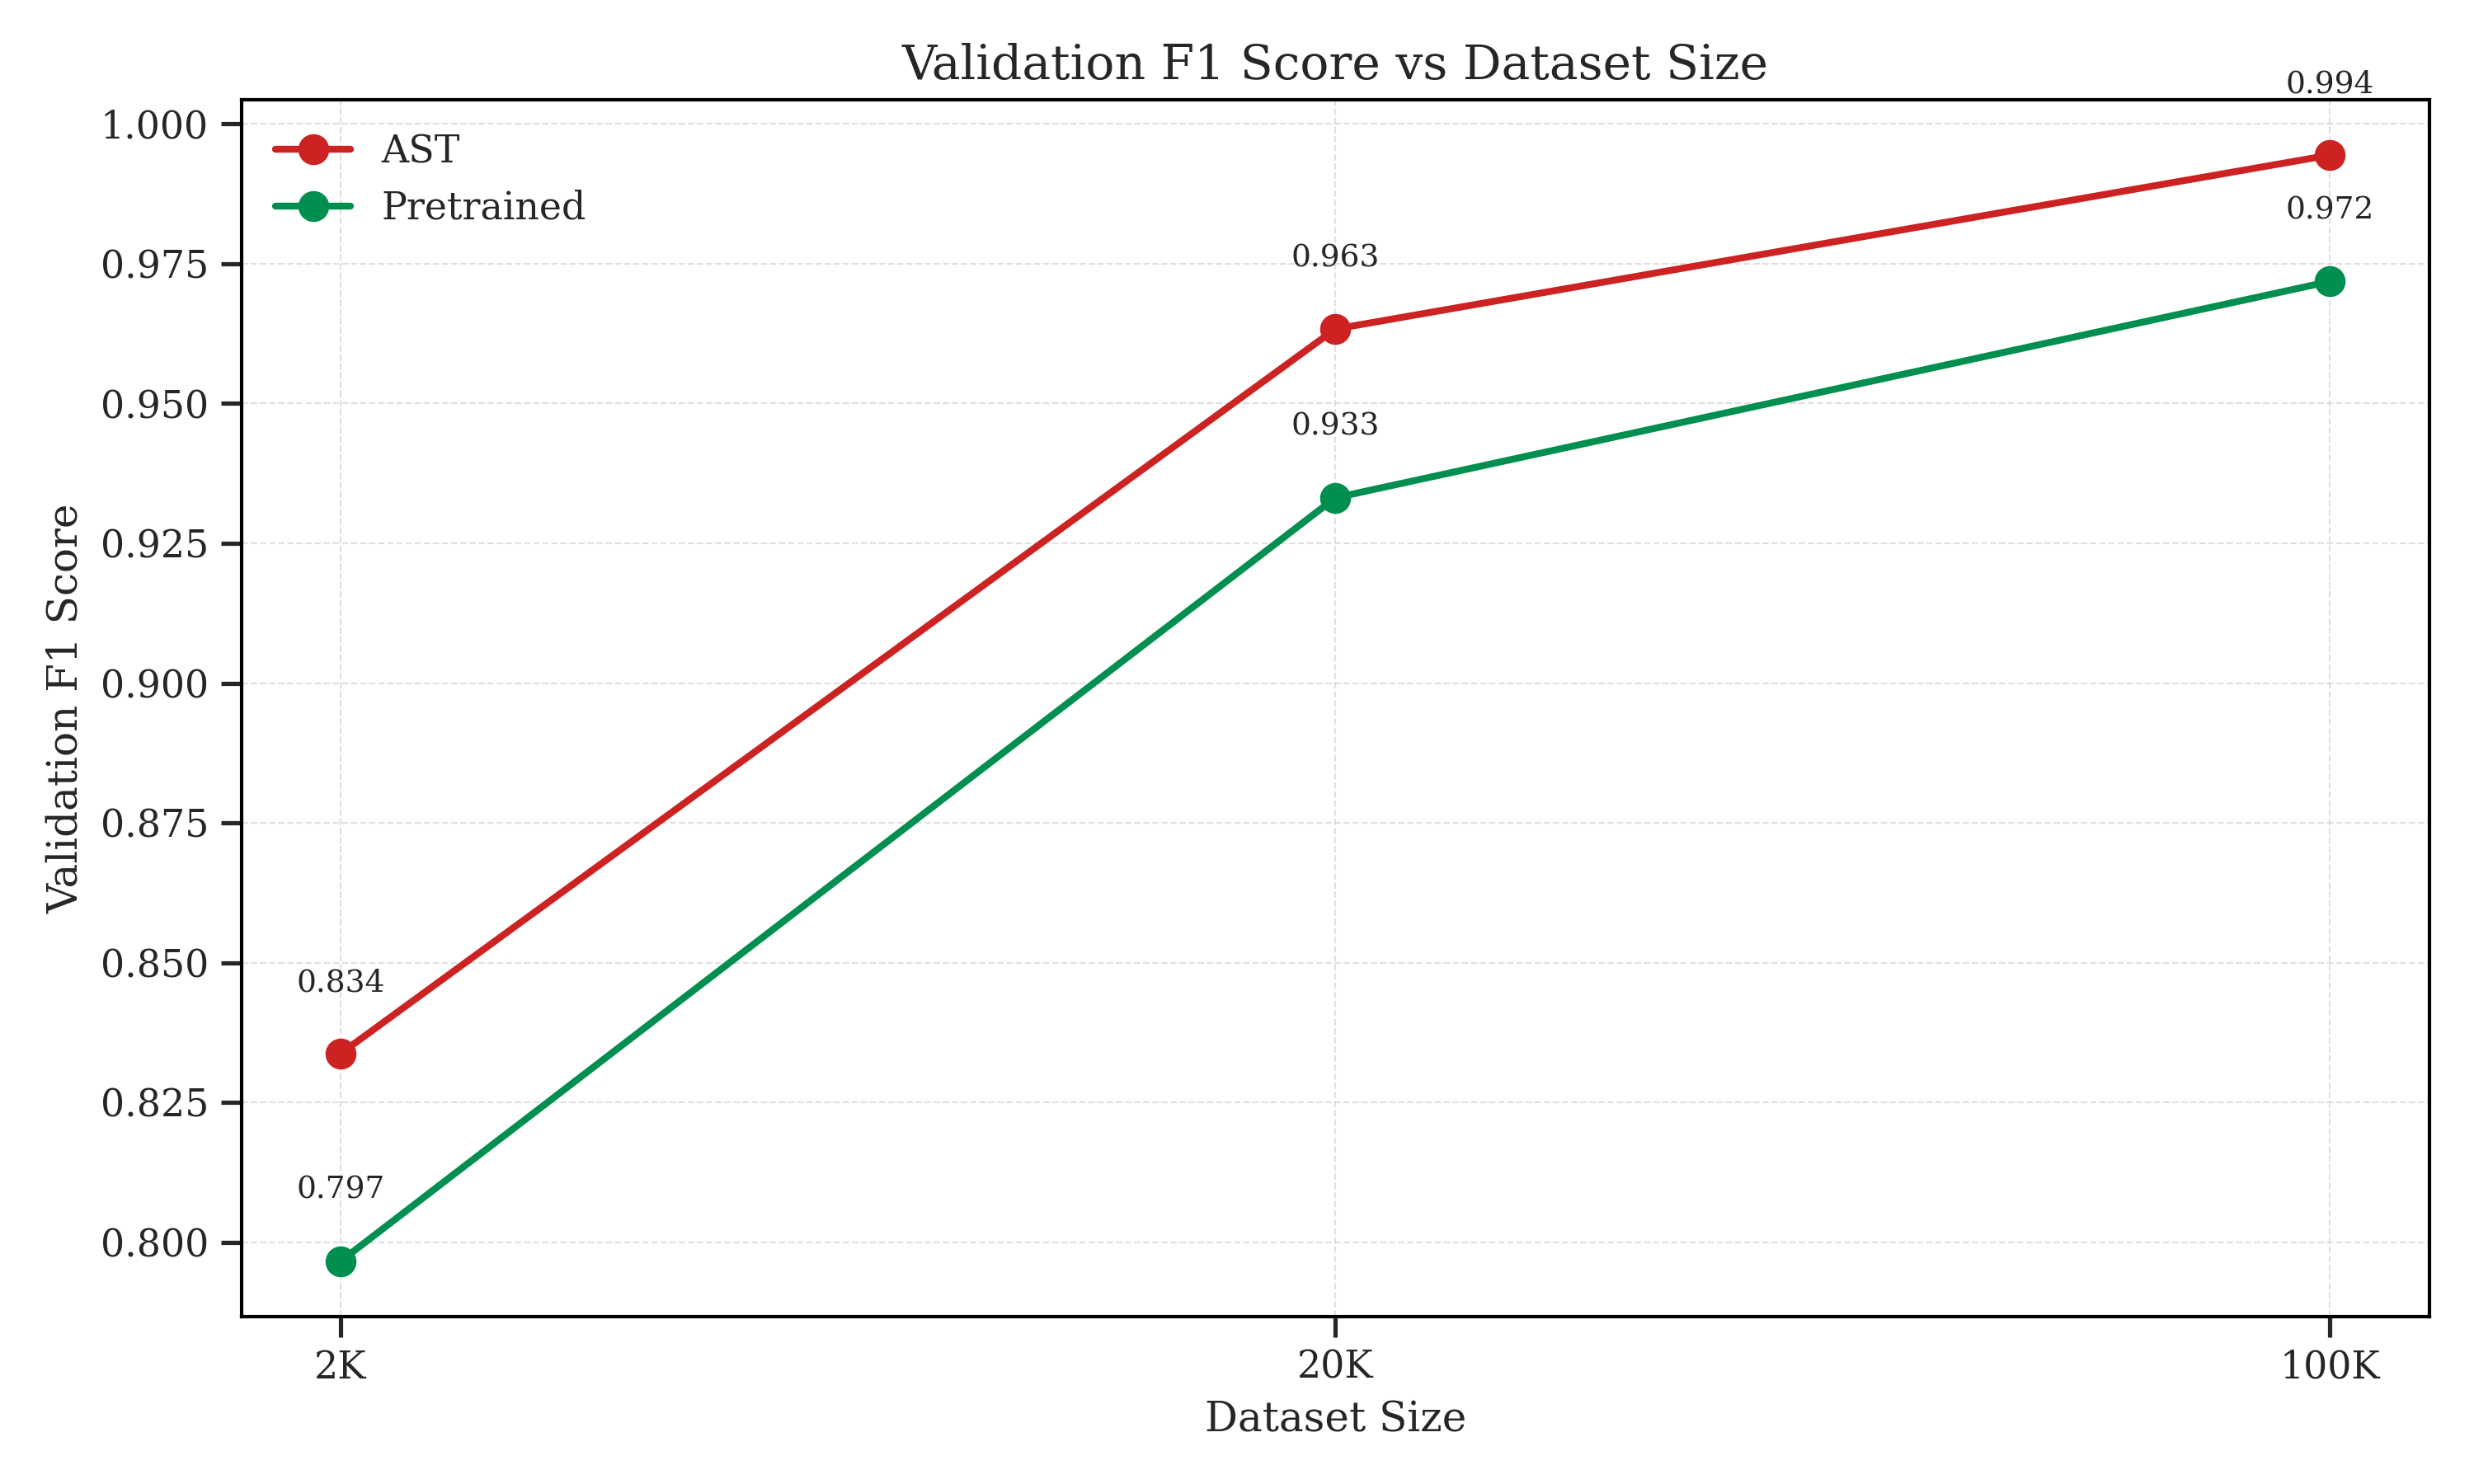 Validation F1 Score vs Dataset Size
0.994
1.000
AST
Pretrained
0.972
0.963
0.975
0.950
0.933
0.925
0.900
0.875
0.850
0.834
0.825
0.797
0.800
Validation F1 Score
2K
20K
100K
Dataset Size